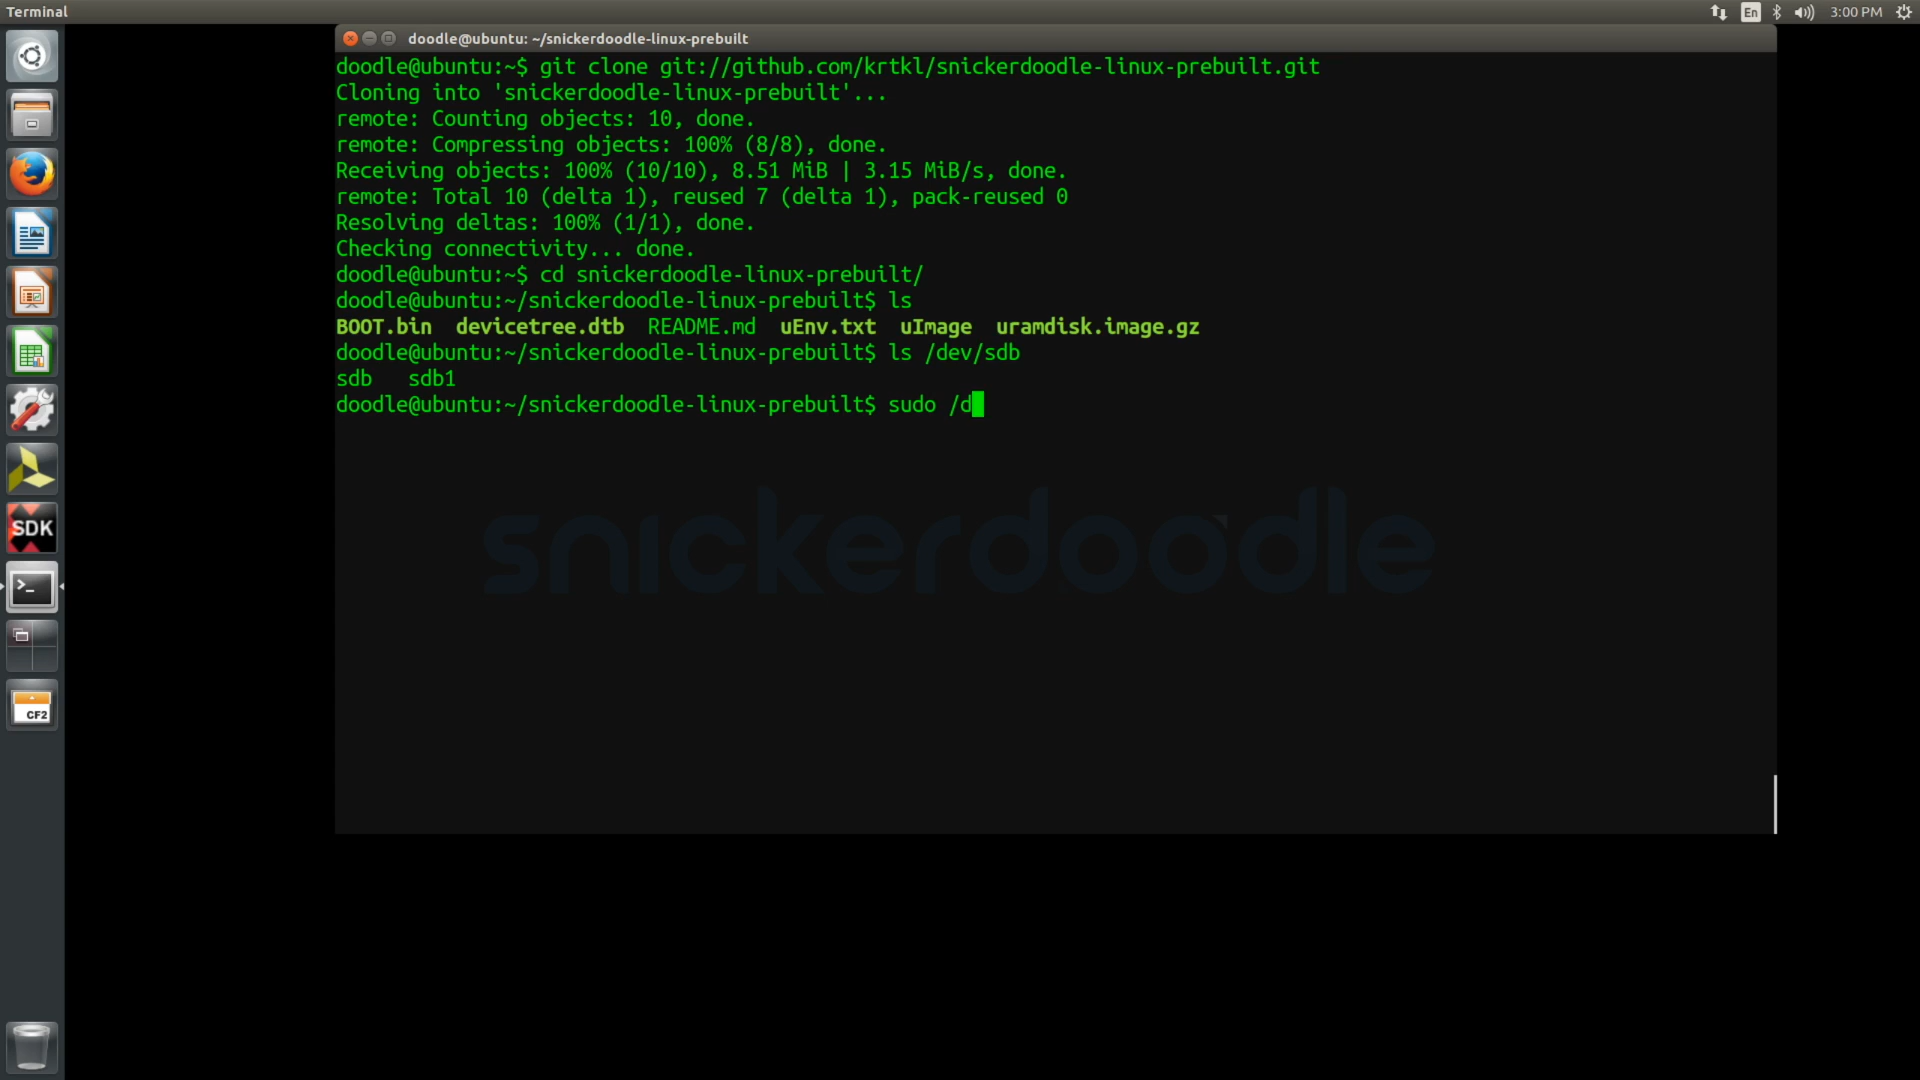 Terminal
En
3:00 PM
doodle@ubuntu: ~/snickerdoodle-linux-prebuilt
doodle@ubuntu:~$ git clone git://github.com/krtkl/snickerdoodle-linux-prebuilt.git
Cloning into 'snickerdoodle-linux-prebuilt'...
remote: Counting objects: 10, done.
remote: Compressing objects: 100% (8/8), done.
Receiving objects: 100% (10/10), 8.51 MiB | 3.15 MiB/s, done.
remote: Total 10 (delta 1), reused 7 (delta 1), pack-reused 0
Resolving deltas: 100% (1/1), done.
Checking connectivity... done.
doodle@ubuntu:~$ cd snickerdoodle-linux-prebuilt/
doodle@ubuntu:~/snickerdoodle-linux-prebuilt$ ls
BOOT.bin devicetree.dtb README.md uEnv.txt uImage uramdisk.image.gz
doodle@ubuntu:~/snickerdoodle-linux-prebuilt$ ls /dev/sdb
sdb sdb1
doodle@ubuntu:~/snickerdoodle-linux-prebuilt$ sudo /d
snickerdoodle
SDK
>_
CF2